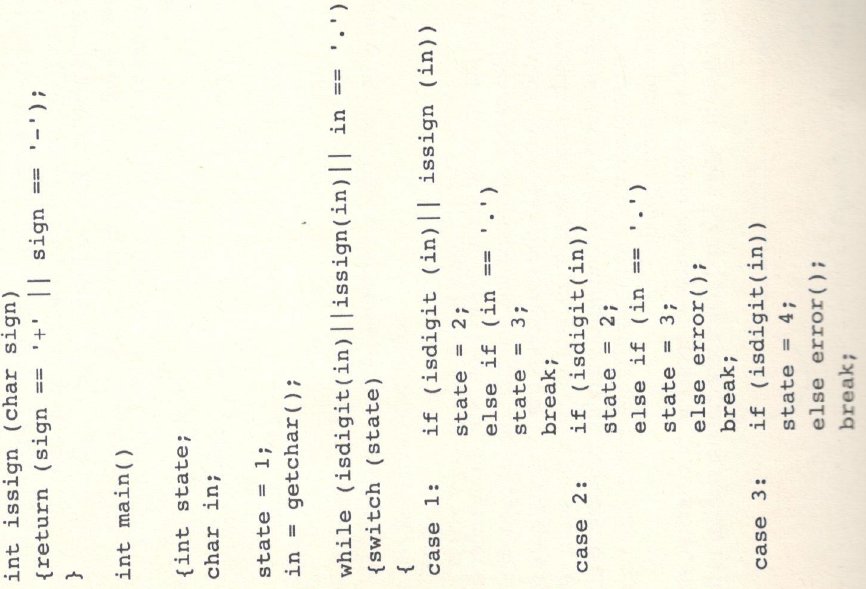 int issign (char sign)
{return (sign == '+' || sign == '-');
}
int main()
{int state;
char in;
state = 1;
in = getchar();
while (isdigit(in)||issign(in)|| in == '.')
{switch (state)
{
case 1: if (isdigit (in)|| issign (in))
state = 2;
else if (in == '.')
state = 3;
break;
case 2: if (isdigit(in))
state = 2;
else if (in == '.')
state = 3;
else error();
break;
case 3: if (isdigit(in))
state = 4;
else error();
break;